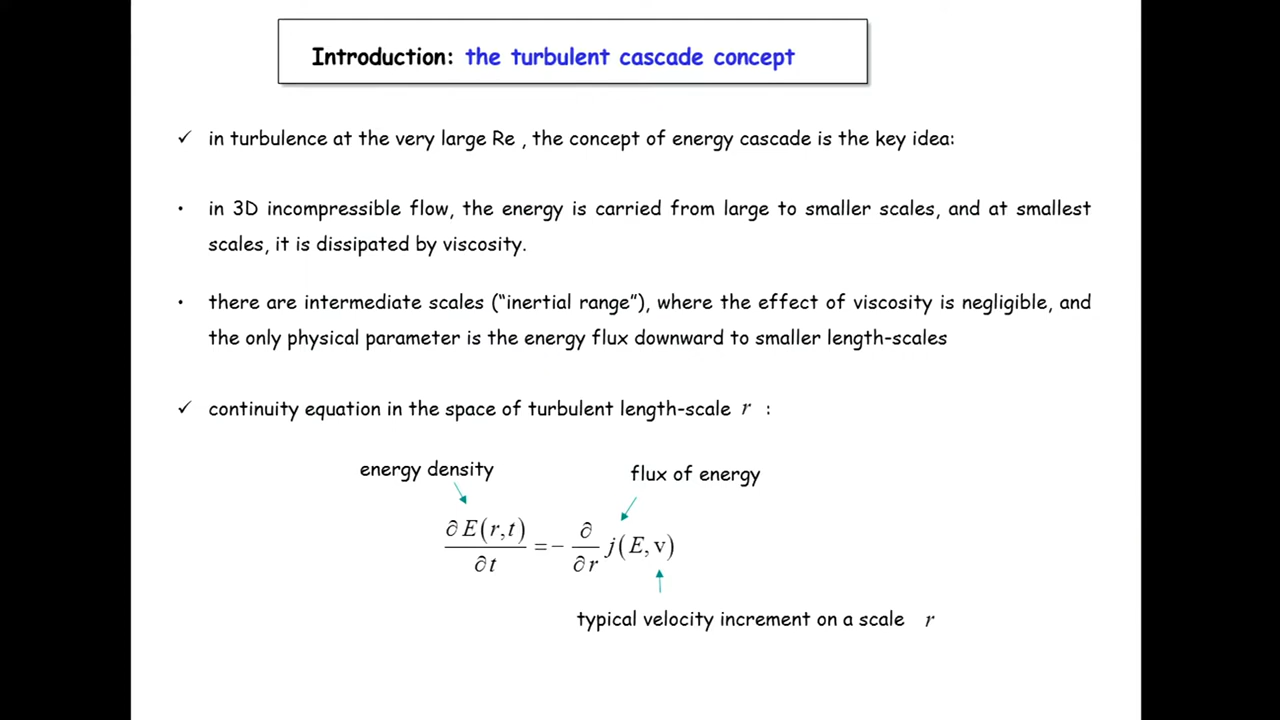 Introduction: the turbulent cascade concept
✓ in turbulence at the very large Re , the concept of energy cascade is the key idea:
• in 3D incompressible flow, the energy is carried from large to smaller scales, and at smallest
scales, it is dissipated by viscosity.
• there are intermediate scales (“inertial range”), where the effect of viscosity is negligible, and
the only physical parameter is the energy flux downward to smaller length-scales
✓ continuity equation in the space of turbulent length-scale r :
energy density
flux of energy
∂E(r,t)/∂t = − ∂/∂r j(E,v)
typical velocity increment on a scale r